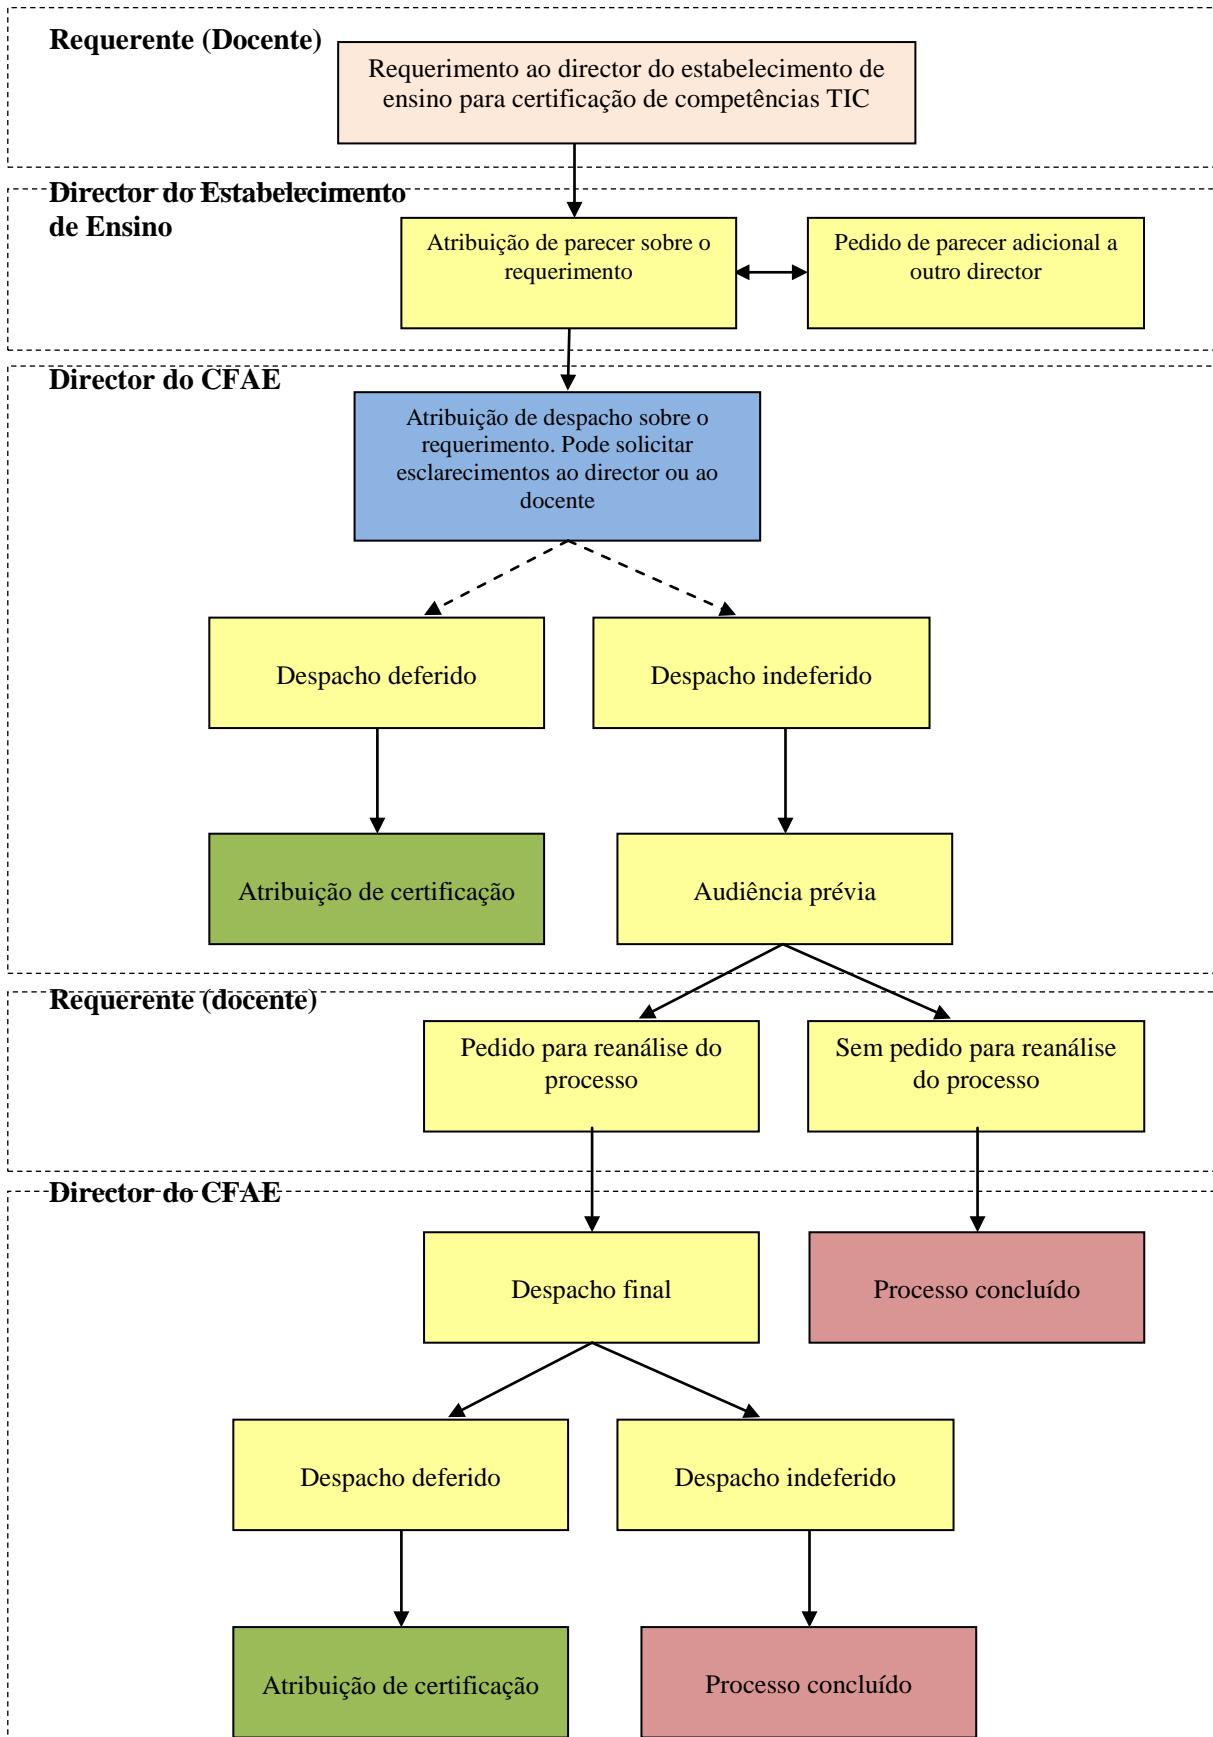 Requerente (Docente)
Requerimento ao director do estabelecimento de
ensino para certificação de competências TIC
Director do Estabelecimento
de Ensino
Atribuição de parecer sobre o
requerimento
Pedido de parecer adicional a
outro director
Director do CFAE
Atribuição de despacho sobre o
requerimento. Pode solicitar
esclarecimentos ao director ou ao
docente
Despacho deferido
Despacho indeferido
Atribuição de certificação
Audiência prévia
Requerente (docente)
Pedido para reanálise do
processo
Sem pedido para reanálise
do processo
Director do CFAE
Despacho final
Processo concluído
Despacho deferido
Despacho indeferido
Atribuição de certificação
Processo concluído